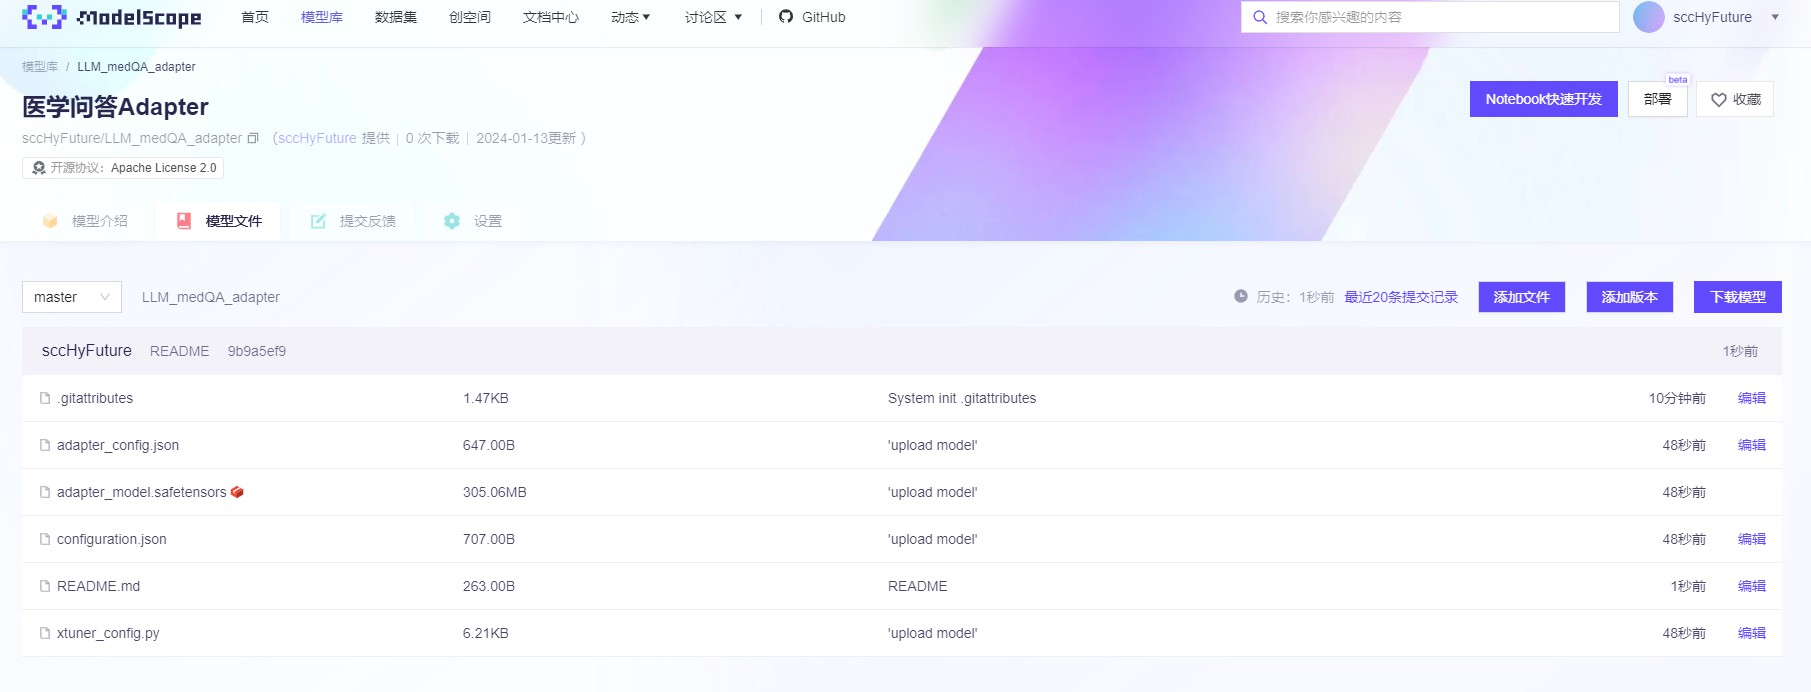 ModelScope 首页 模型库 数据集 创空间 文档中心 动态 ▾ 讨论区 ▾ GitHub 搜索你感兴趣的内容 sccHyFuture ▾
模型库 / LLM_medQA_adapter
医学问答Adapter
Notebook快速开发 部署 beta 收藏
sccHyFuture/LLM_medQA_adapter （sccHyFuture 提供 | 0 次下载 | 2024-01-13更新 ）
开源协议： Apache License 2.0
模型介绍 模型文件 提交反馈 设置
master LLM_medQA_adapter 历史：1秒前 最近20条提交记录 添加文件 添加版本 下载模型
sccHyFuture README 9b9a5ef9 1秒前
.gitattributes 1.47KB System init .gitattributes 10分钟前 编辑
adapter_config.json 647.00B 'upload model' 48秒前 编辑
adapter_model.safetensors 305.06MB 'upload model' 48秒前
configuration.json 707.00B 'upload model' 48秒前 编辑
README.md 263.00B README 1秒前 编辑
xtuner_config.py 6.21KB 'upload model' 48秒前 编辑